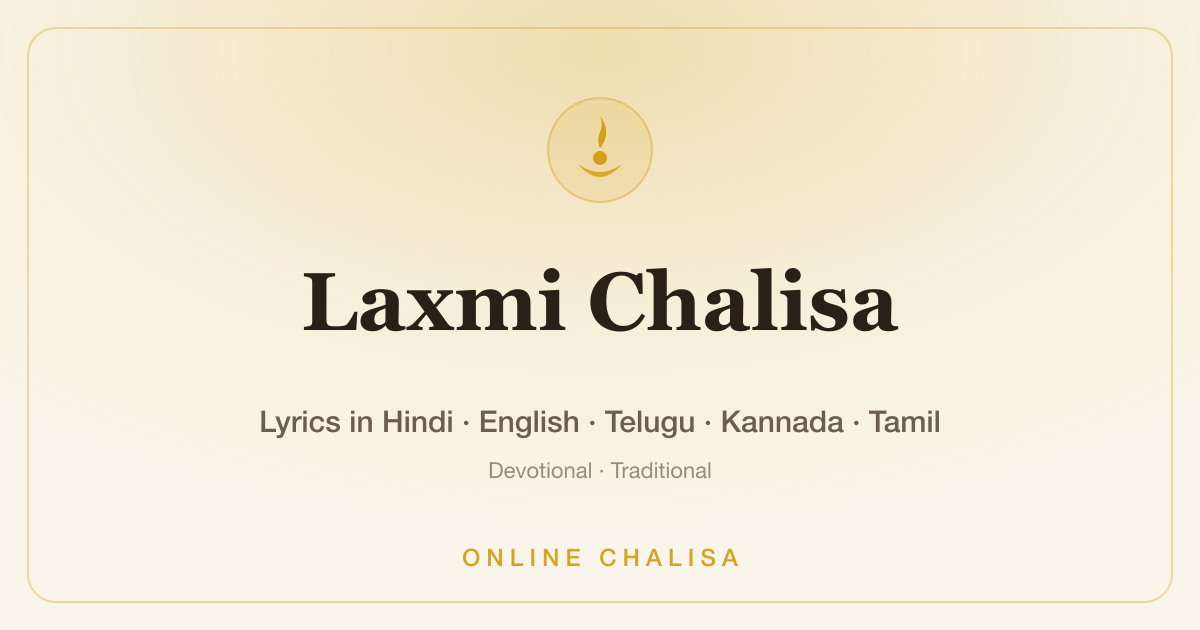 Laxmi Chalisa
Lyrics in Hindi · English · Telugu · Kannada · Tamil
Devotional · Traditional
ONLINE CHALISA